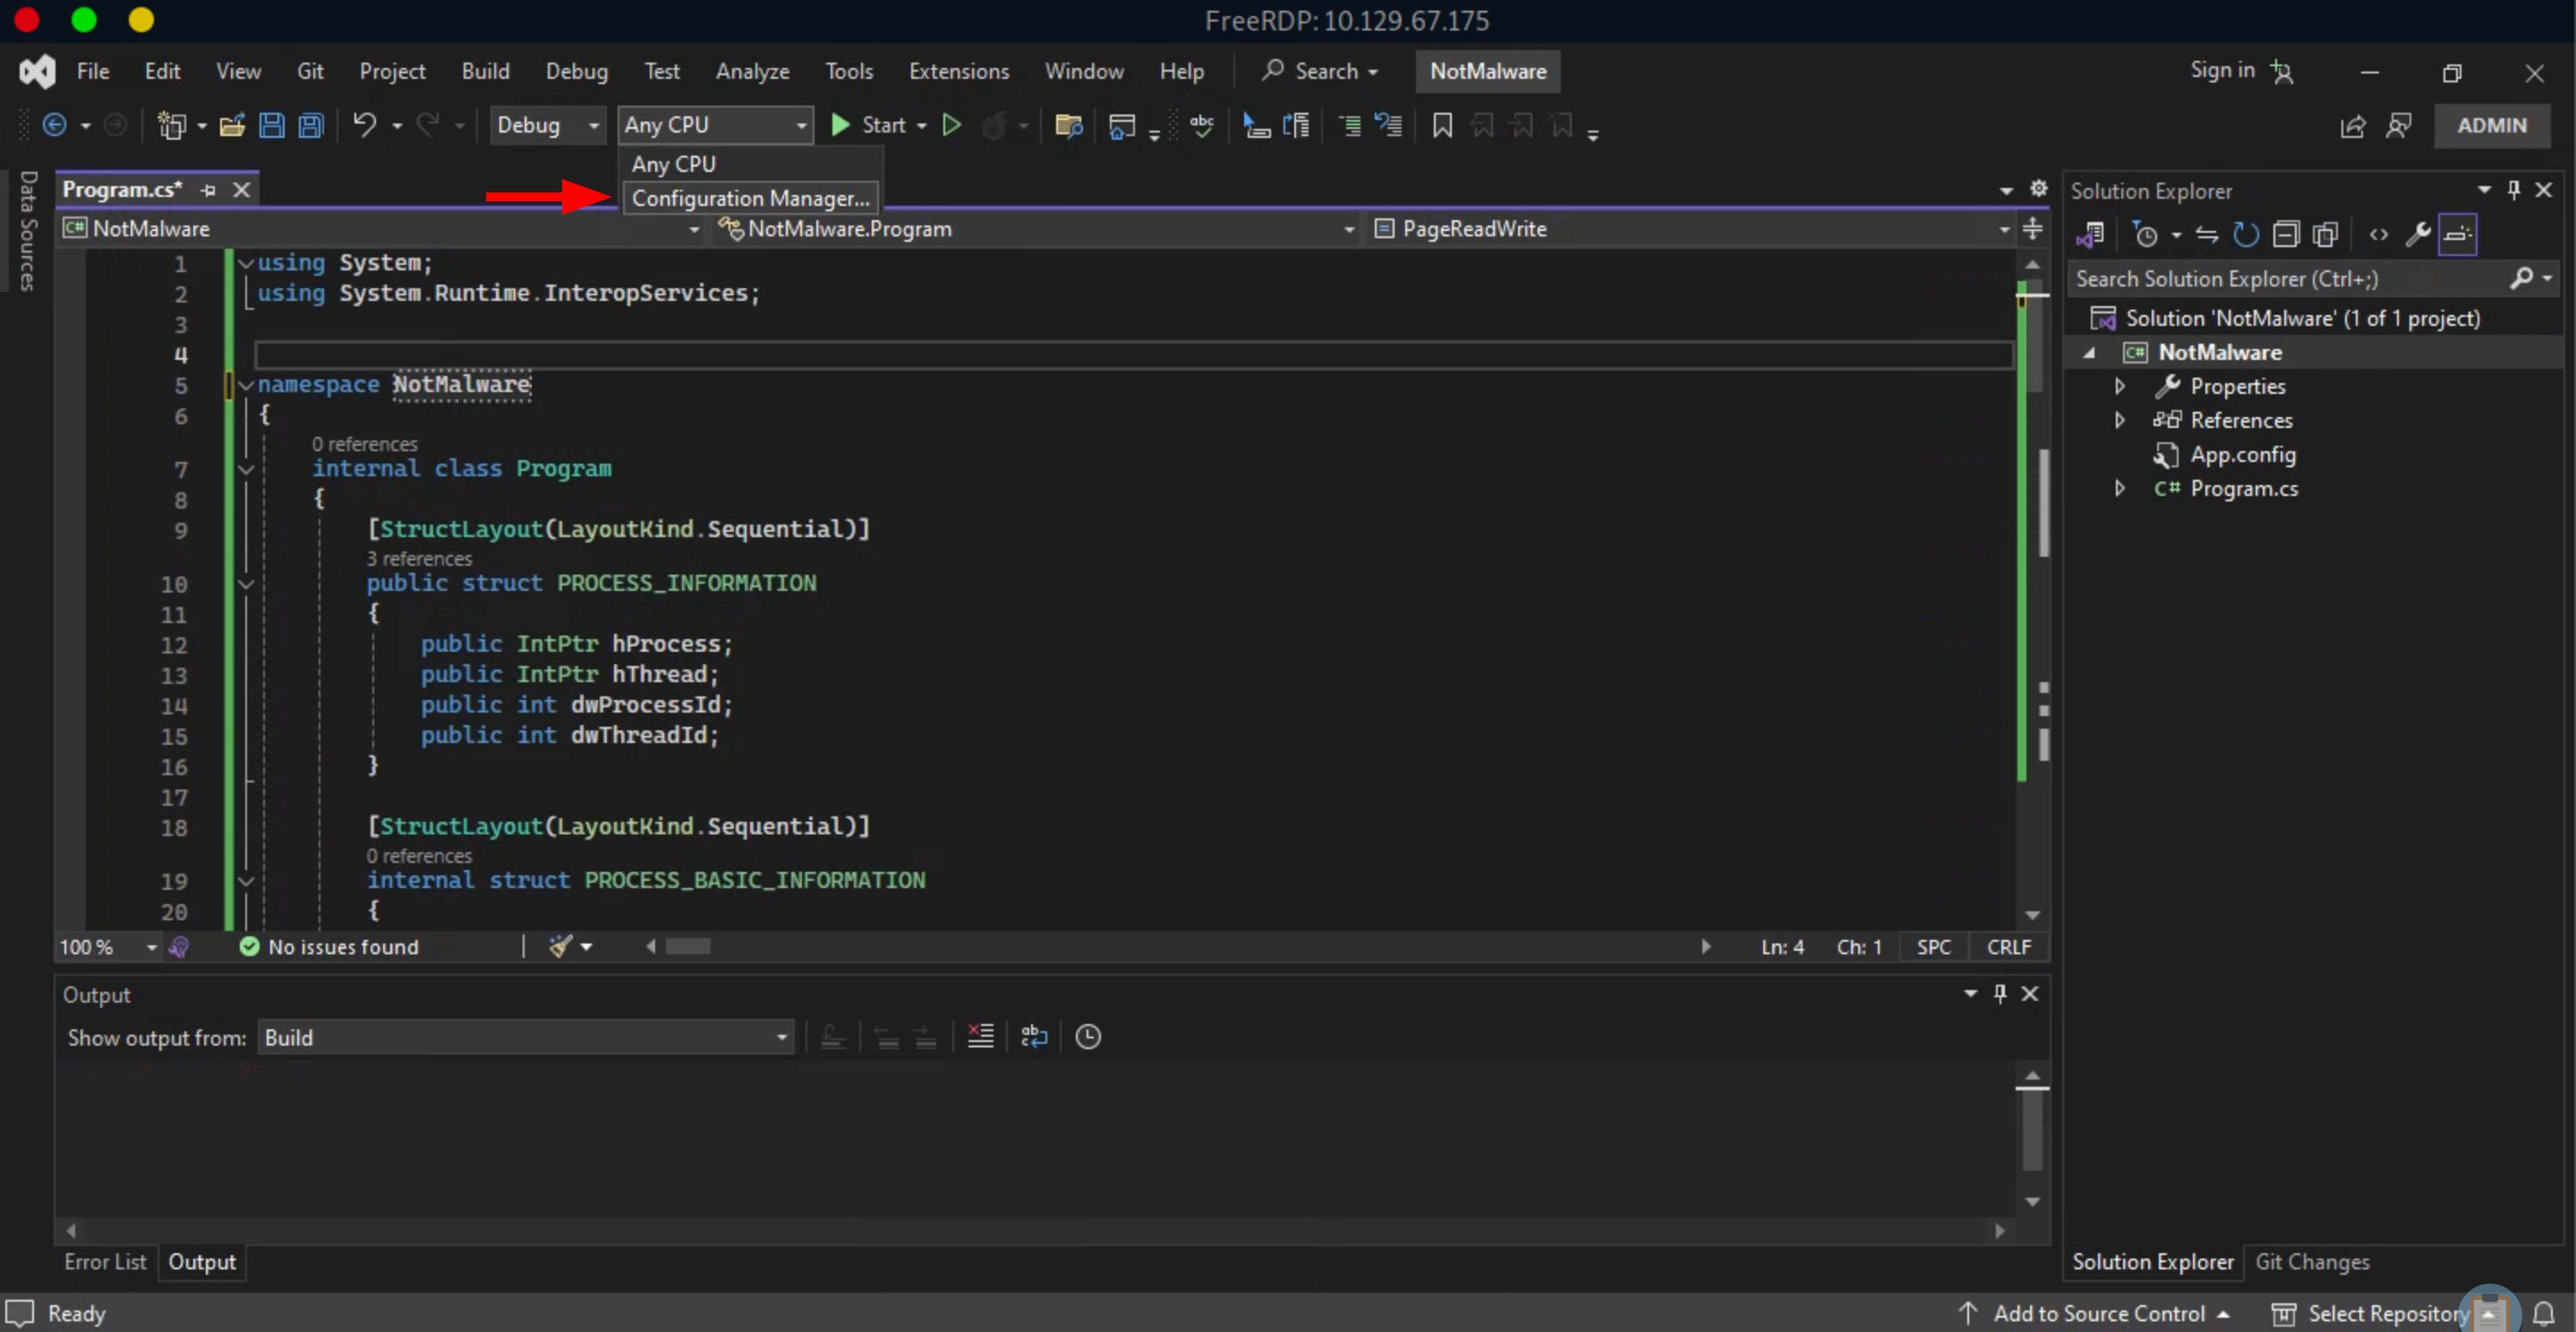 FreeRDP: 10.129.67.175
File Edit View Git Project Build Debug Test Analyze Tools Extensions Window Help Search NotMalware Sign in
Debug Any CPU Start ADMIN
Any CPU
Configuration Manager...
Data Sources
Program.cs*
NotMalware NotMalware.Program PageReadWrite
1 using System;
2 using System.Runtime.InteropServices;
3
4
5 namespace NotMalware
6 {
0 references
7 internal class Program
8 {
9 [StructLayout(LayoutKind.Sequential)]
3 references
10 public struct PROCESS_INFORMATION
11 {
12 public IntPtr hProcess;
13 public IntPtr hThread;
14 public int dwProcessId;
15 public int dwThreadId;
16 }
17
18 [StructLayout(LayoutKind.Sequential)]
0 references
19 internal struct PROCESS_BASIC_INFORMATION
20 {
100 % No issues found Ln: 4 Ch: 1 SPC CRLF
Output
Show output from: Build
Error List Output
Solution Explorer
Search Solution Explorer (Ctrl+;)
Solution 'NotMalware' (1 of 1 project)
C# NotMalware
Properties
References
App.config
C# Program.cs
Solution Explorer Git Changes
Ready Add to Source Control Select Repository